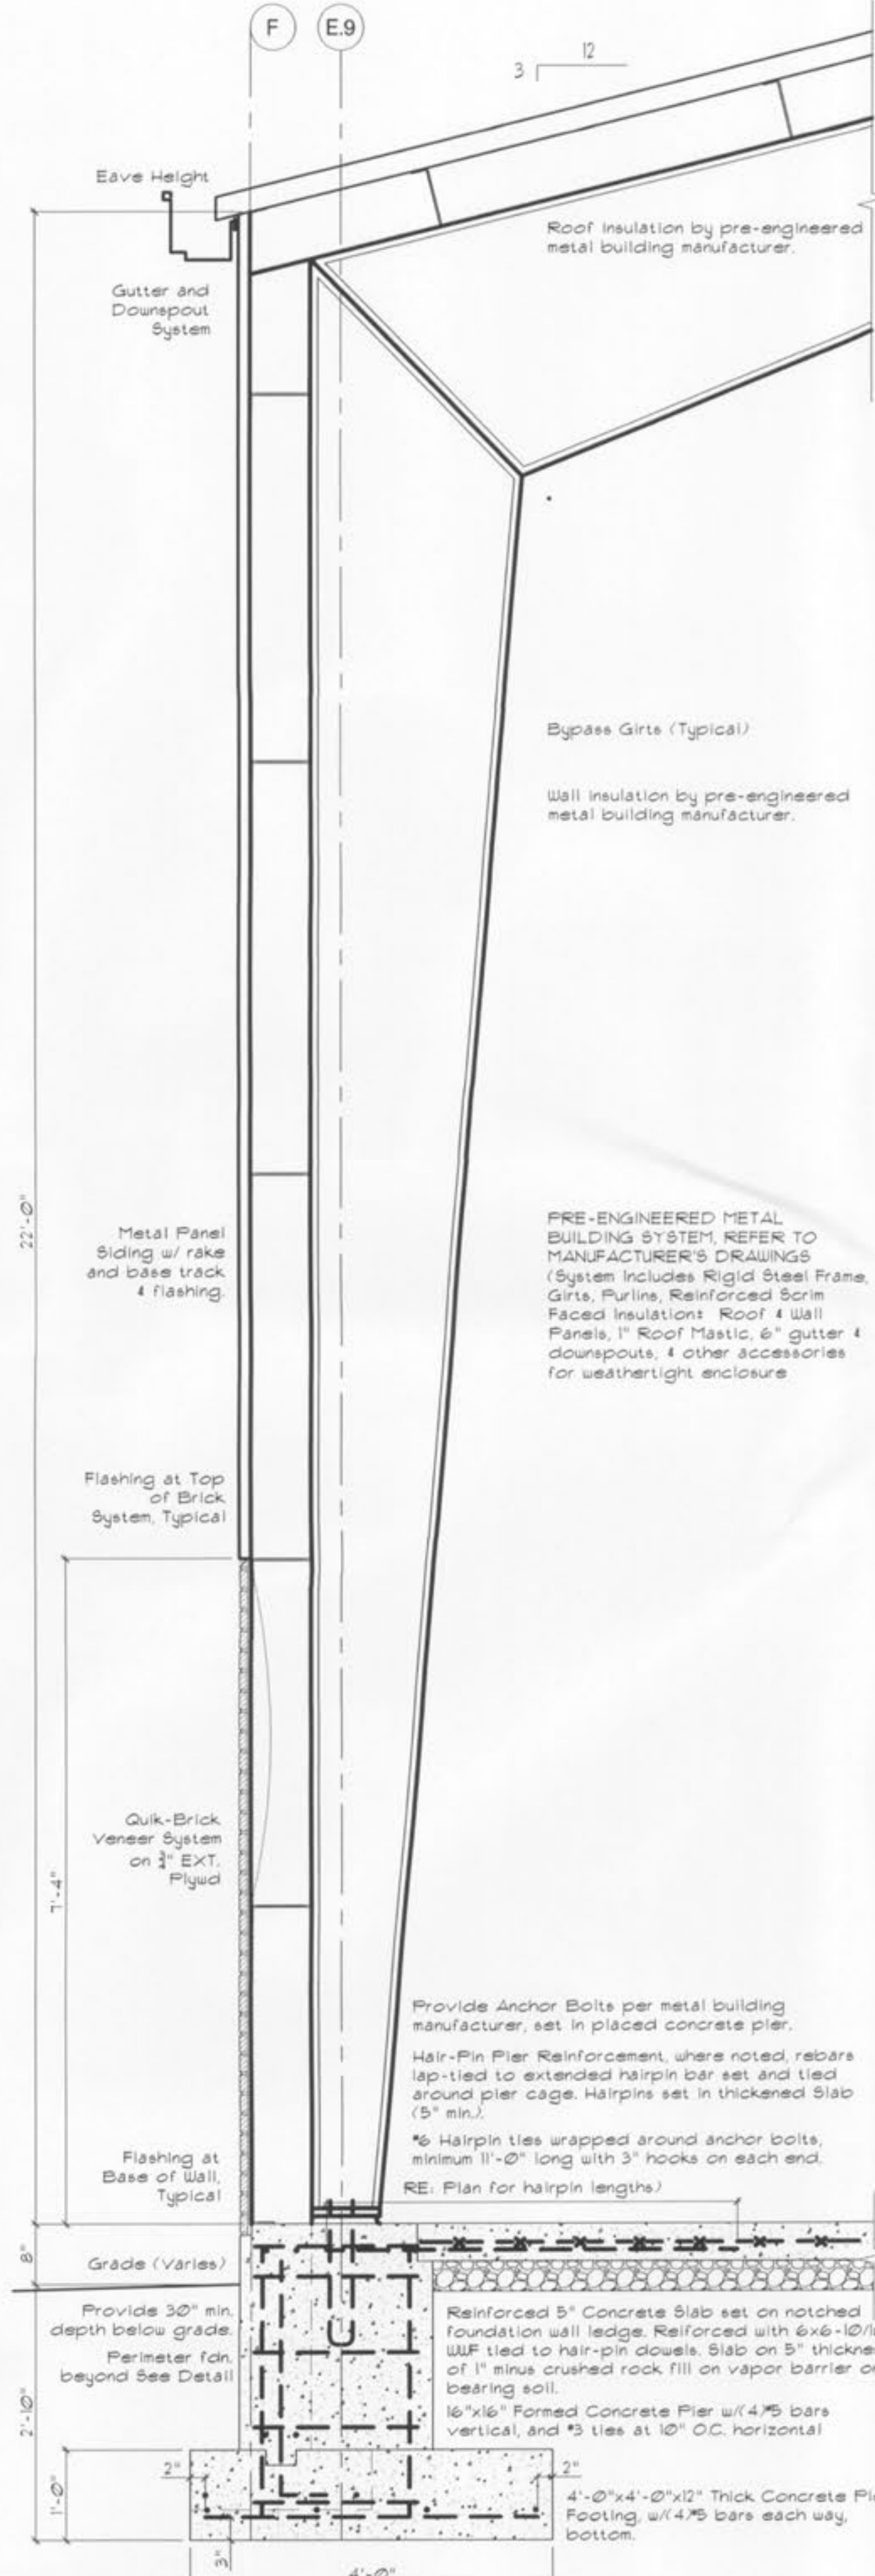 F
E.9
12
3
Eave Height
Roof insulation by pre-engineered
metal building manufacturer.
Gutter and
Downspout
System
Bypass Girts (Typical)
Wall insulation by pre-engineered
metal building manufacturer.
22'-0"
Metal Panel
Siding w/ rake
and base track
& flashing.
PRE-ENGINEERED METAL
BUILDING SYSTEM, REFER TO
MANUFACTURER'S DRAWINGS
(System Includes Rigid Steel Frame,
Girts, Purlins, Reinforced Scrim
Faced Insulation: Roof & Wall
Panels, 1" Roof Mastic, 6" gutter &
downspouts, & other accessories
for weathertight enclosure
Flashing at Top
of Brick
System, Typical
Quik-Brick
Veneer System
on 3/4" EXT.
Plywd
7'-4"
Provide Anchor Bolts per metal building
manufacturer, set in placed concrete pier.
Hair-Pin Pier Reinforcement, where noted, rebars
lap-tied to extended hairpin bar set and tied
around pier cage. Hairpins set in thickened Slab
(5" min.).
#6 Hairpin ties wrapped around anchor bolts,
minimum 11'-0" long with 3" hooks on each end.
RE: Plan for hairpin lengths)
Flashing at
Base of Wall,
Typical
8"
Grade (Varies)
Provide 30" min.
depth below grade.
Perimeter fdn.
beyond See Detail
2'-10"
Reinforced 5" Concrete Slab set on notched
foundation wall ledge. Reiforced with 6x6-10/1
WWF tied to hair-pin dowels. Slab on 5" thickne
of 1" minus crushed rock fill on vapor barrier o
bearing soil.
16"x16" Formed Concrete Pier w/(4)#5 bars
vertical, and #3 ties at 10" O.C. horizontal
2"
2"
1'-0"
4'-0"x4'-0"x12" Thick Concrete Pi
Footing, w/(4)#5 bars each way,
bottom.
3"
4'-0"